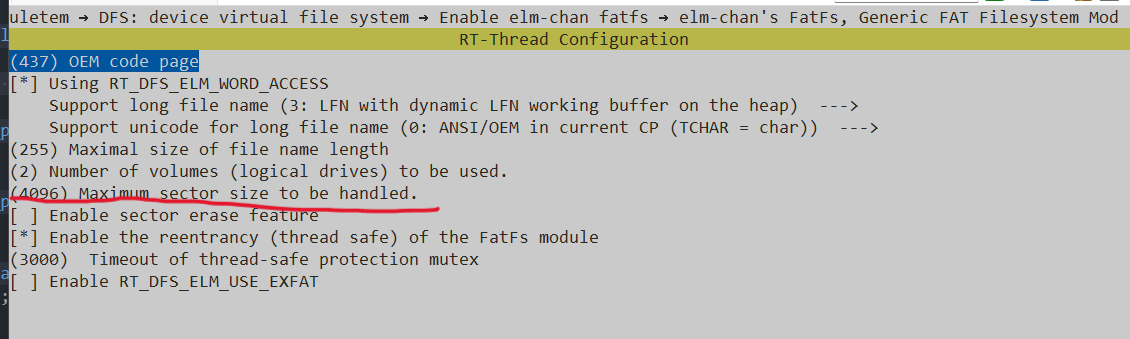 uletem → DFS: device virtual file system → Enable elm-chan fatfs → elm-chan's FatFs, Generic FAT Filesystem Mod
RT-Thread Configuration
(437) OEM code page
[*] Using RT_DFS_ELM_WORD_ACCESS
Support long file name (3: LFN with dynamic LFN working buffer on the heap)  --->
Support unicode for long file name (0: ANSI/OEM in current CP (TCHAR = char))  --->
(255) Maximal size of file name length
(2) Number of volumes (logical drives) to be used.
(4096) Maximum sector size to be handled.
[ ] Enable sector erase feature
[*] Enable the reentrancy (thread safe) of the FatFs module
(3000)  Timeout of thread-safe protection mutex
[ ] Enable RT_DFS_ELM_USE_EXFAT